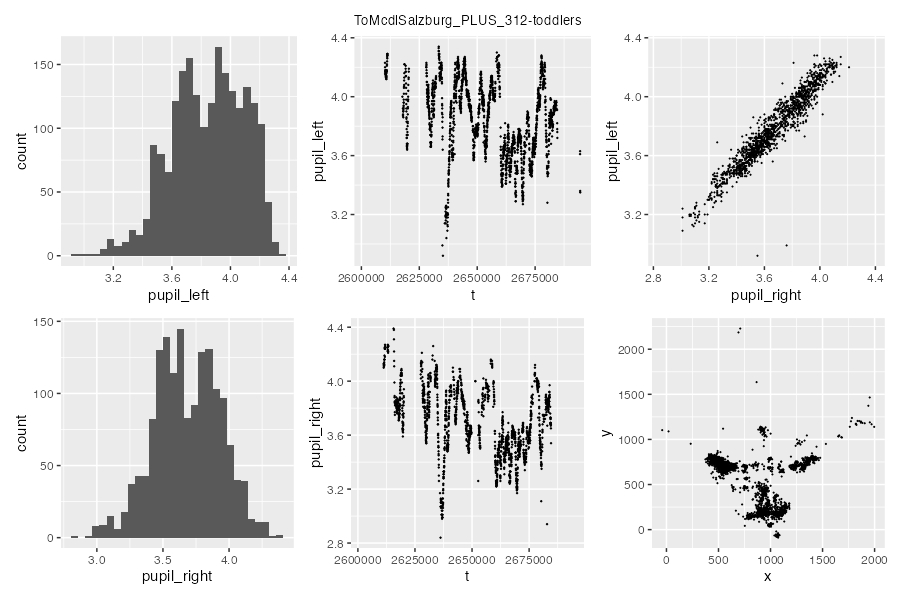 ToMcdlSalzburg_PLUS_312-toddlers
150
100
50
0
count
3.2 3.6 4.0 4.4
pupil_left
4.4
4.0
3.6
3.2
pupil_left
2600000 2625000 2650000 2675000
t
4.4
4.0
3.6
3.2
pupil_left
2.8 3.2 3.6 4.0 4.4
pupil_right
150
100
50
0
count
3.0 3.5 4.0
pupil_right
4.4
4.0
3.6
3.2
2.8
pupil_right
2600000 2625000 2650000 2675000
t
2000
1500
1000
500
0
y
0 500 1000 1500 2000
x